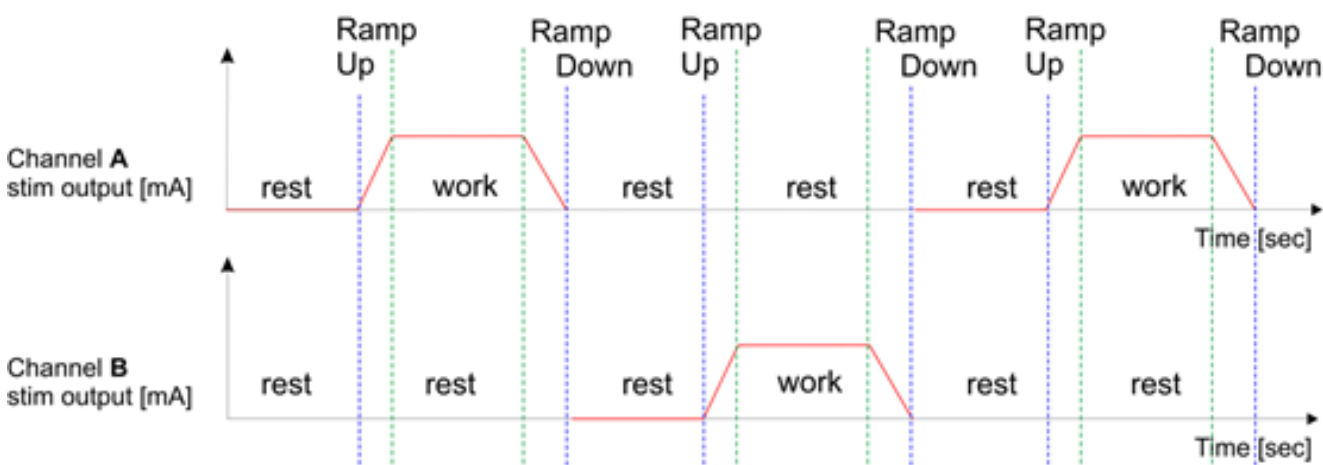 Ramp Up
Ramp Down
Ramp Up
Ramp Down
Ramp Up
Ramp Down
Channel A
stim output [mA]
rest
work
rest
rest
rest
work
Time [sec]
Channel B
stim output [mA]
rest
rest
rest
work
rest
rest
Time [sec]